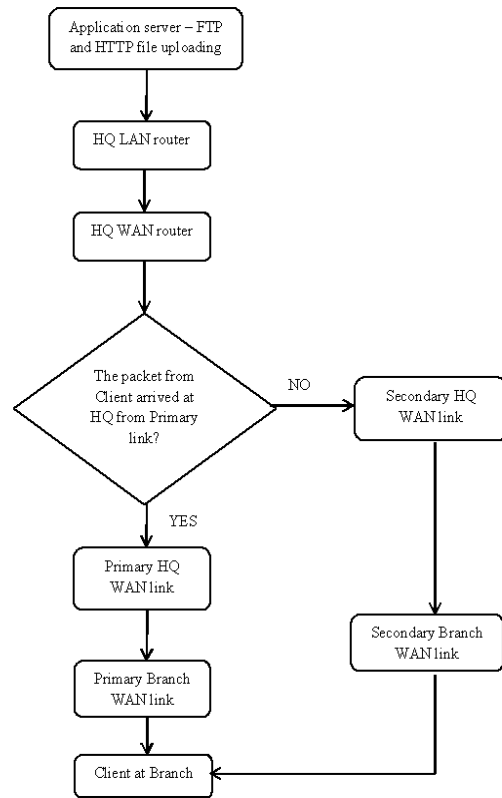 Application server – FTP
and HTTP file uploading
HQ LAN router
HQ WAN router
The packet from
Client arrived at
HQ from Primary
link?
NO
Secondary HQ
WAN link
YES
Primary HQ
WAN link
Secondary Branch
WAN link
Primary Branch
WAN link
Client at Branch